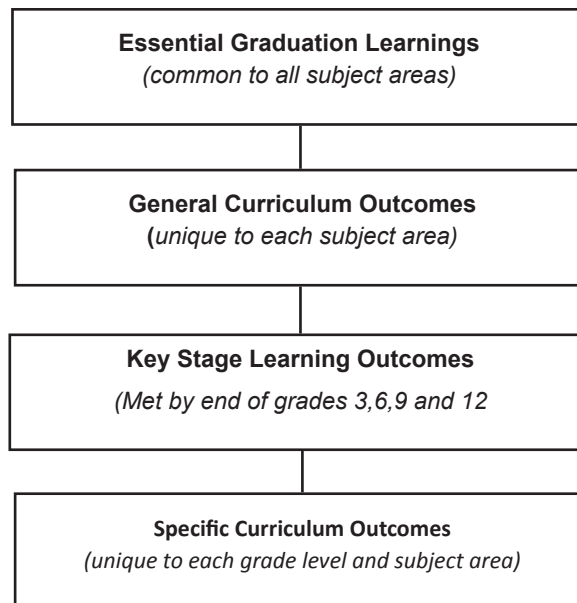 Essential Graduation Learnings
(common to all subject areas)
General Curriculum Outcomes
(unique to each subject area)
Key Stage Learning Outcomes
(Met by end of grades 3,6,9 and 12
Specific Curriculum Outcomes
(unique to each grade level and subject area)